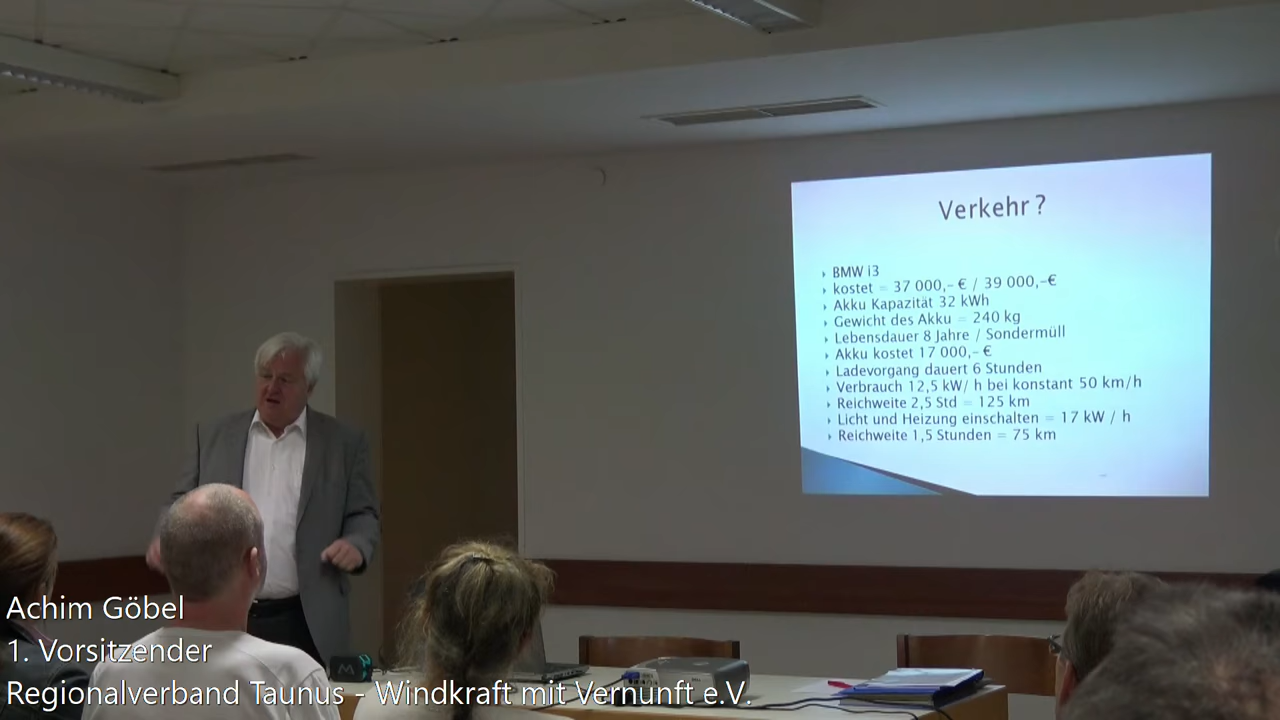 Verkehr ?
BMW i3
kostet = 37 000,- € / 39 000,-€
Akku Kapazität 32 kWh
Gewicht des Akku = 240 kg
Lebensdauer 8 Jahre / Sondermüll
Akku kostet 17 000,- €
Ladevorgang dauert 6 Stunden
Verbrauch 12,5 kW/ h bei konstant 50 km/h
Reichweite 2,5 Std = 125 km
Licht und Heizung einschalten = 17 kW / h
Reichweite 1,5 Stunden = 75 km
Achim Göbel
1. Vorsitzender
Regionalverband Taunus - Windkraft mit Vernunft e.V.